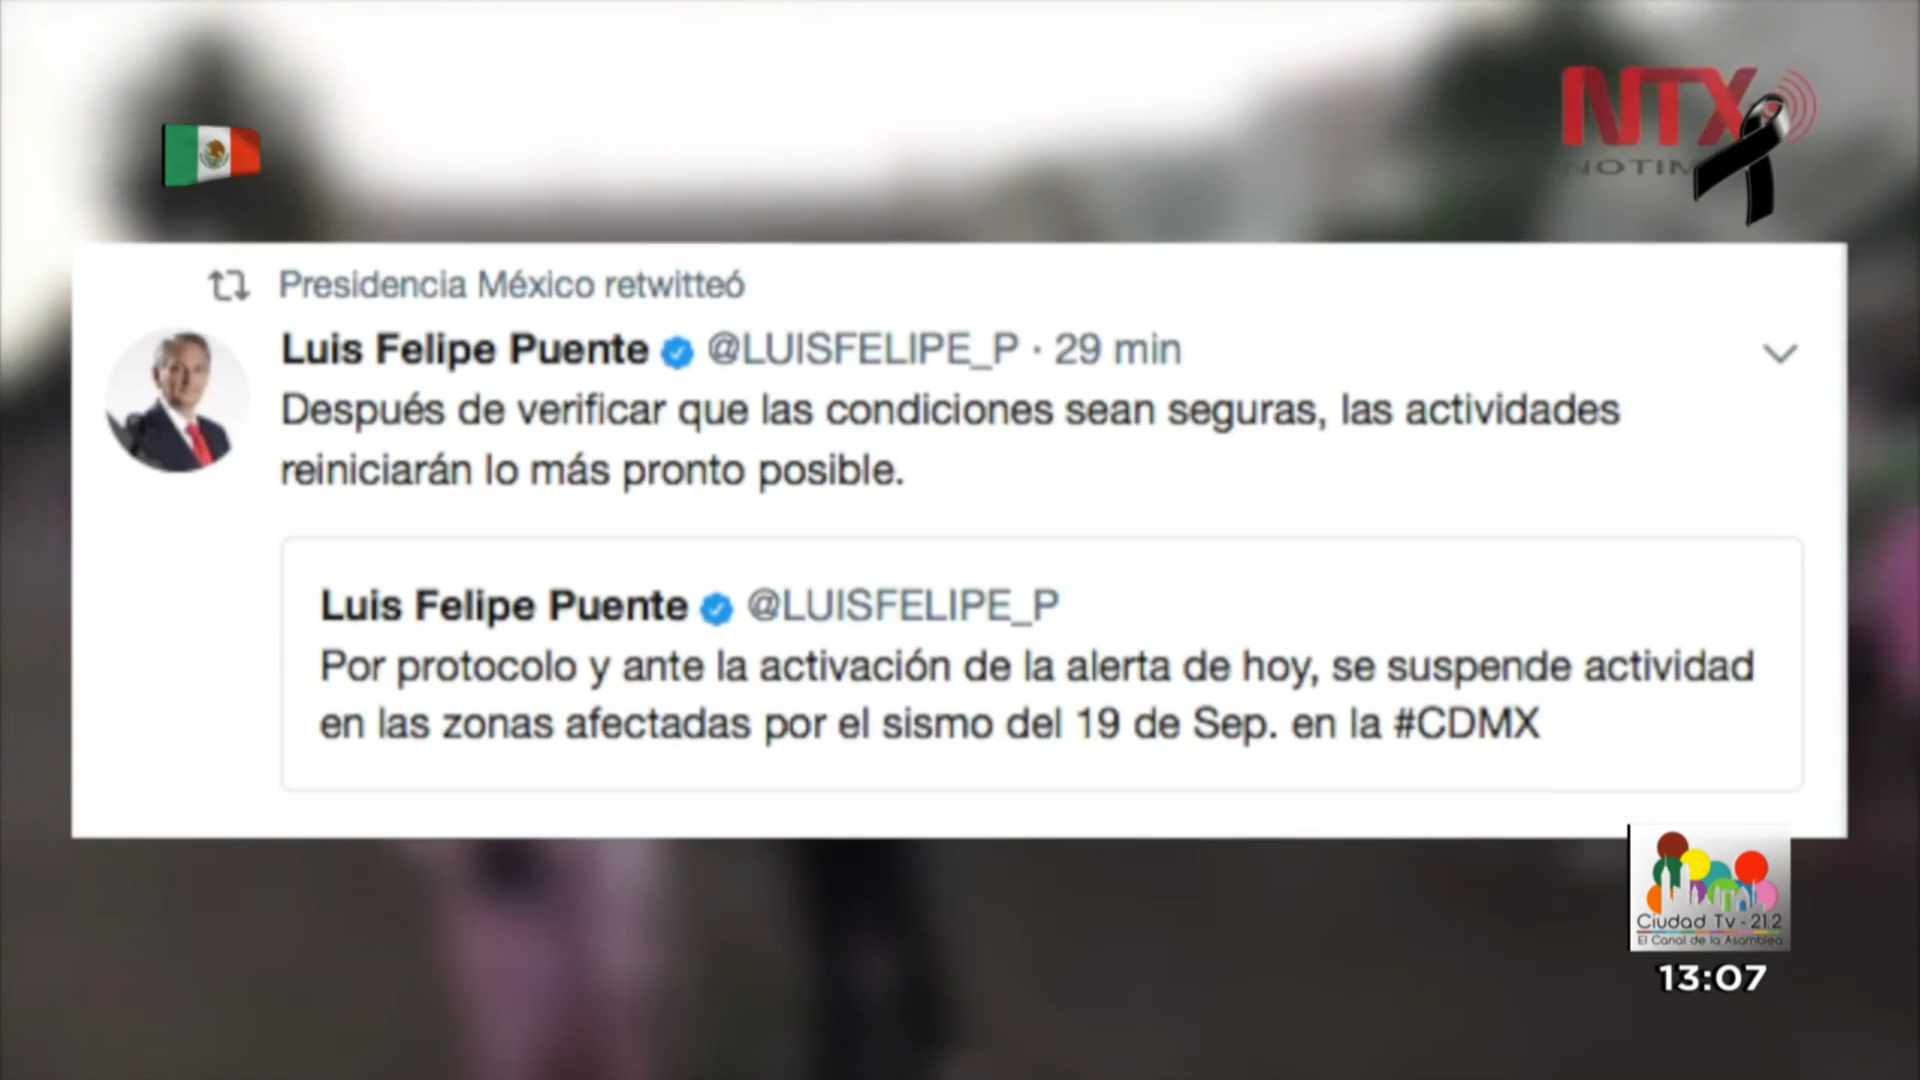 NTX
NOTIM
Presidencia México retwitteó
Luis Felipe Puente @LUISFELIPE_P · 29 min
Después de verificar que las condiciones sean seguras, las actividades
reiniciarán lo más pronto posible.
Luis Felipe Puente @LUISFELIPE_P
Por protocolo y ante la activación de la alerta de hoy, se suspende actividad
en las zonas afectadas por el sismo del 19 de Sep. en la #CDMX
Ciudad Tv - 21.2
El Canal de la Asamblea
13:07